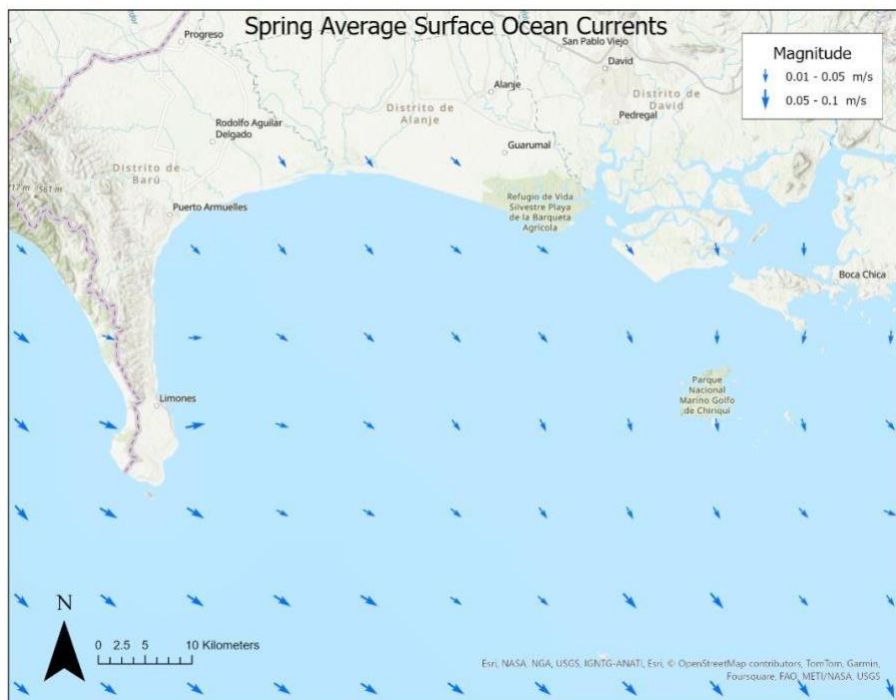 Spring Average Surface Ocean Currents
Progreso
San Pablo Viejo
David
Magnitude
0.01 - 0.05 m/s
0.05 - 0.1 m/s
Alanje
Distrito de
Alanje
Distrito de
David
Pedregal
Rodolfo Aguilar
Delgado
Guarumal
Distrito de
Barú
Refugio de Vida
Silvestre Playa
de la Barqueta
Agricola
Puerto Armuelles
Boca Chica
Parque
Nacional
Marino Golfo
de Chiriquí
Limones
N
0 2.5 5 10 Kilometers
Esri, NASA, NGA, USGS, IGNTG-ANATI, Esri, © OpenStreetMap contributors, TomTom, Garmin,
Foursquare, FAO, METI/NASA, USGS